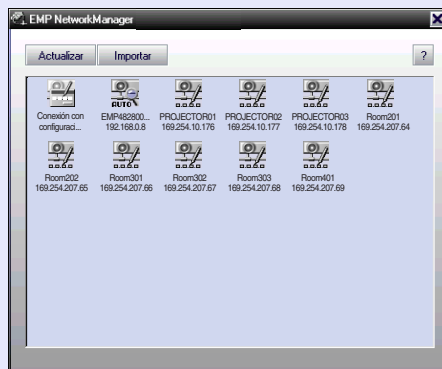 EMP NetworkManager
Actualizar Importar ?
AUTO
Conexión con configuraci...
EMP482800... 192.168.0.8
PROJECTOR01 169.254.10.176
PROJECTOR02 169.254.10.177
PROJECTOR03 169.254.10.178
Room201 169.254.207.64
Room202 169.254.207.65
Room301 169.254.207.66
Room302 169.254.207.67
Room303 169.254.207.68
Room401 169.254.207.69